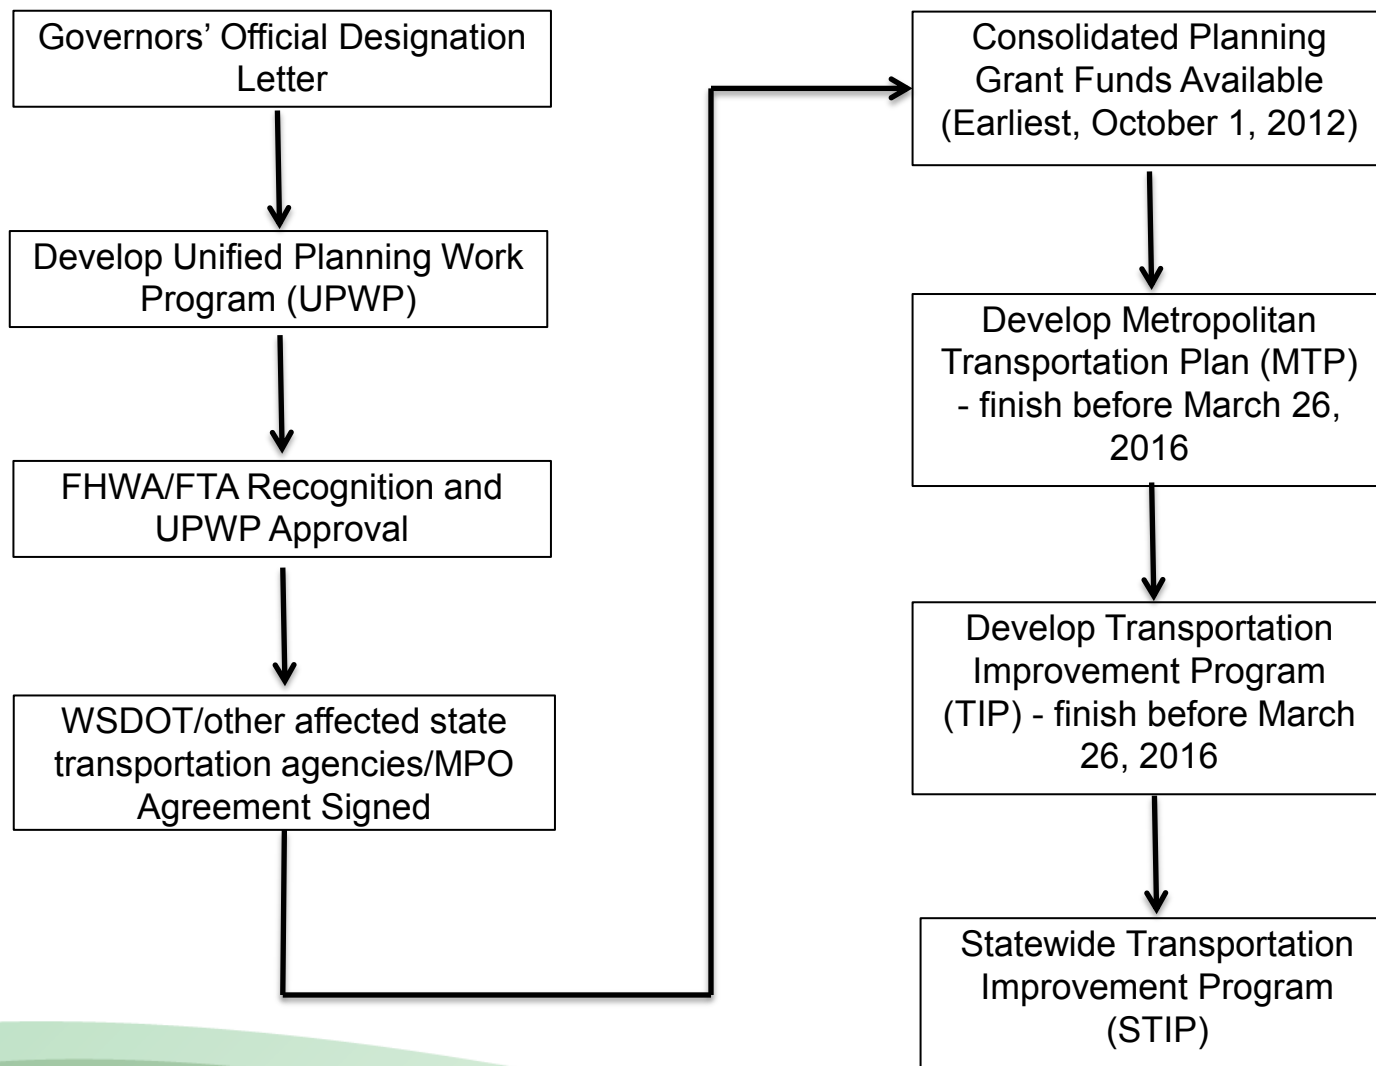 Governors’ Official Designation
Letter
Develop Unified Planning Work
Program (UPWP)
FHWA/FTA Recognition and
UPWP Approval
WSDOT/other affected state
transportation agencies/MPO
Agreement Signed
Consolidated Planning
Grant Funds Available
(Earliest, October 1, 2012)
Develop Metropolitan
Transportation Plan (MTP)
- finish before March 26,
2016
Develop Transportation
Improvement Program
(TIP) - finish before March
26, 2016
Statewide Transportation
Improvement Program
(STIP)